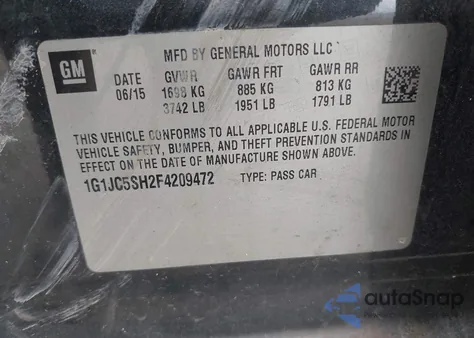 GM
MFD BY GENERAL MOTORS LLC
DATE GVWR GAWR FRT GAWR RR
06/15 1698 KG 885 KG 813 KG
3742 LB 1951 LB 1791 LB
THIS VEHICLE CONFORMS TO ALL APPLICABLE U.S. FEDERAL MOTOR
VEHICLE SAFETY, BUMPER, AND THEFT PREVENTION STANDARDS IN
EFFECT ON THE DATE OF MANUFACTURE SHOWN ABOVE.
1G1JC5SH2F4209472 TYPE: PASS CAR
autoSnap